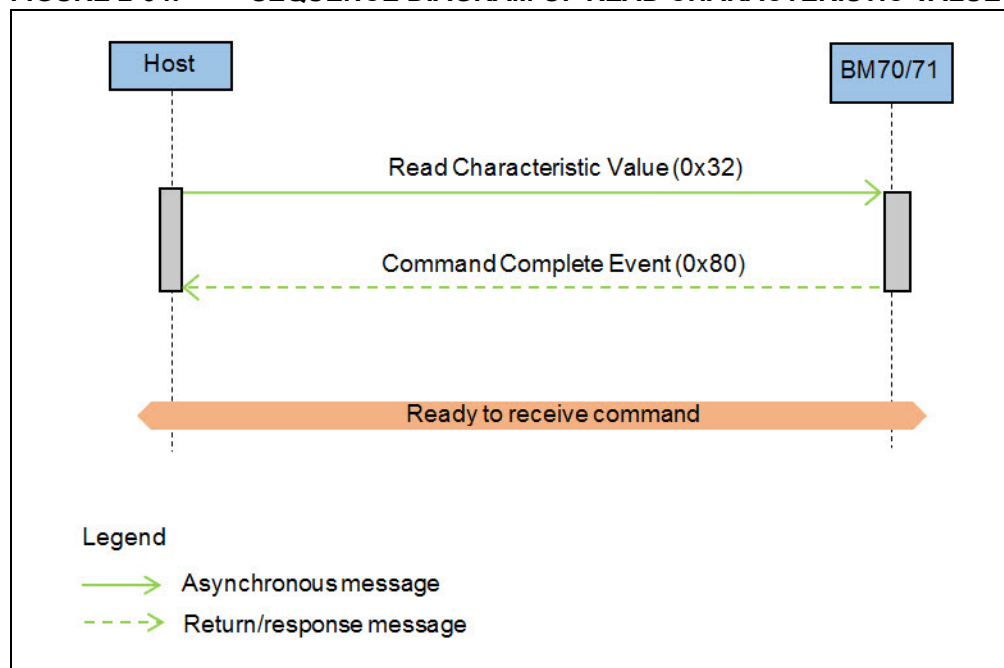 Host
BM70/71
Read Characteristic Value (0x32)
Command Complete Event (0x80)
Ready to receive command
Legend
Asynchronous message
Return/response message